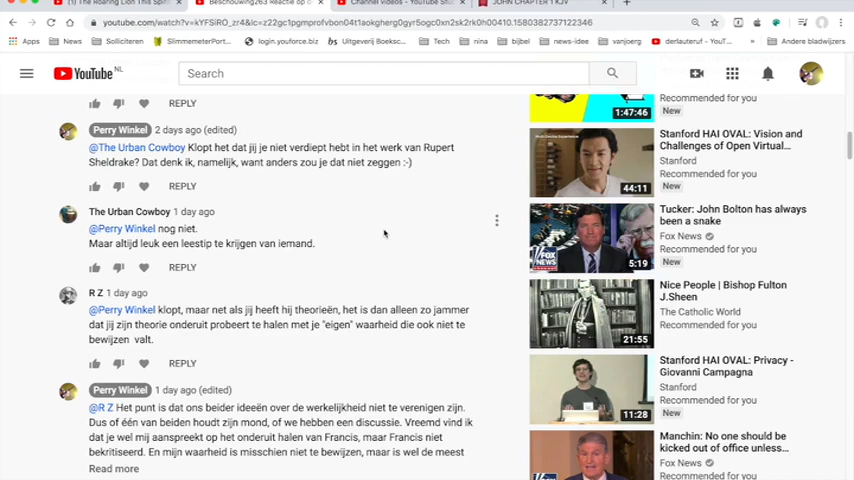 (1) The Roaring Lion This Spi
Beschouwing263 Reactie op d
Channel videos - YouTube Stu
JOHN CHAPTER 1 KJV
youtube.com/watch?v=kYFSiRO_zr4&lc=z22gc1pgmprofvbon04t1aokgherg0gyr5ogc0xn2sk2rk0h00410.1580382737122346
Apps
News
Solliciteren
SlimmemeterPort...
login.youforce.biz
Uitgeverij Boeksc...
Tech
bijbel
news-idee
vanjoerg
derlauteruf - YouT...
Andere bladwijzers
YouTube NL
Search
REPLY
Perry Winkel 2 days ago (edited)
@The Urban Cowboy Klopt het dat jij je niet verdiept hebt in het werk van Rupert
Sheldrake? Dat denk ik, namelijk, want anders zou je dat niet zeggen :-)
REPLY
The Urban Cowboy 1 day ago
@Perry Winkel nog niet.
Maar altijd leuk een leestip te krijgen van iemand.
REPLY
R Z 1 day ago
@Perry Winkel klopt, maar net als jij heeft hij theorieën, het is dan alleen zo jammer
dat jij zijn theorie onderuit probeert te halen met je "eigen" waarheid die ook niet te
bewijzen valt.
REPLY
Perry Winkel 1 day ago (edited)
@R Z Het punt is dat ons beider ideeën over de werkelijkheid niet te verenigen zijn.
Dus of één van beiden houdt zijn mond, of we hebben een discussie. Vreemd vind ik
dat je wel mij aanspreekt op het onderuit halen van Francis, maar Francis niet
bekritiseerd. En mijn waarheid is misschien niet te bewijzen, maar is wel de meest
Read more
1:47:46
Recommended for you
New
44:11
Stanford HAI OVAL: Vision and
Challenges of Open Virtual...
Stanford
Recommended for you
New
FOX NEWS
5:19
Tucker: John Bolton has always
been a snake
Fox News
Recommended for you
New
21:55
Nice People | Bishop Fulton
J.Sheen
The Catholic World
Recommended for you
11:28
Stanford HAI OVAL: Privacy -
Giovanni Campagna
Stanford
Recommended for you
New
Manchin: No one should be
kicked out of office unless...
Fox News
Recommended for you